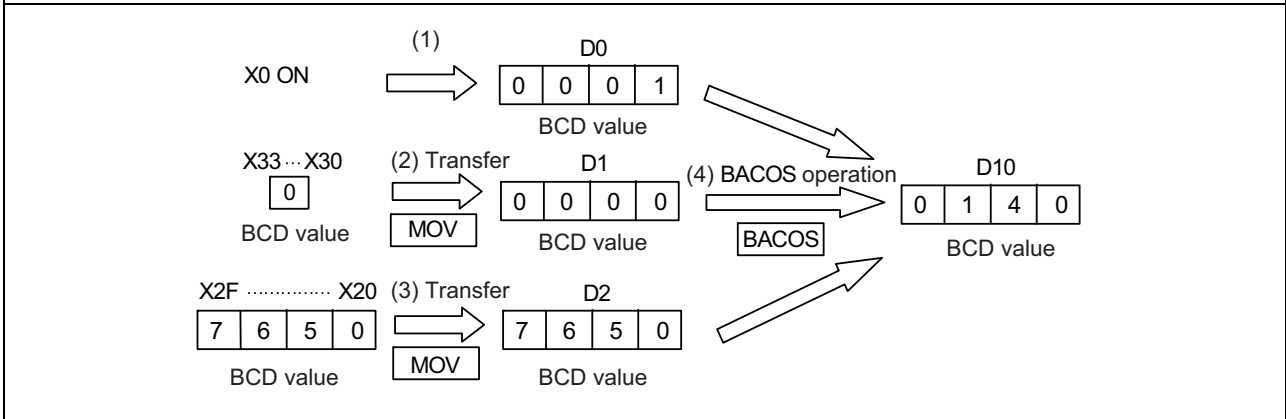 (1)
D0
X0 ON
0 0 0 1
BCD value
X33 ··· X30
(2) Transfer
D1
(4) BACOS operation
D10
0
0 0 0 0
0 1 4 0
MOV
BACOS
BCD value
BCD value
BCD value
X2F ·············· X20
(3) Transfer
D2
7 6 5 0
7 6 5 0
MOV
BCD value
BCD value